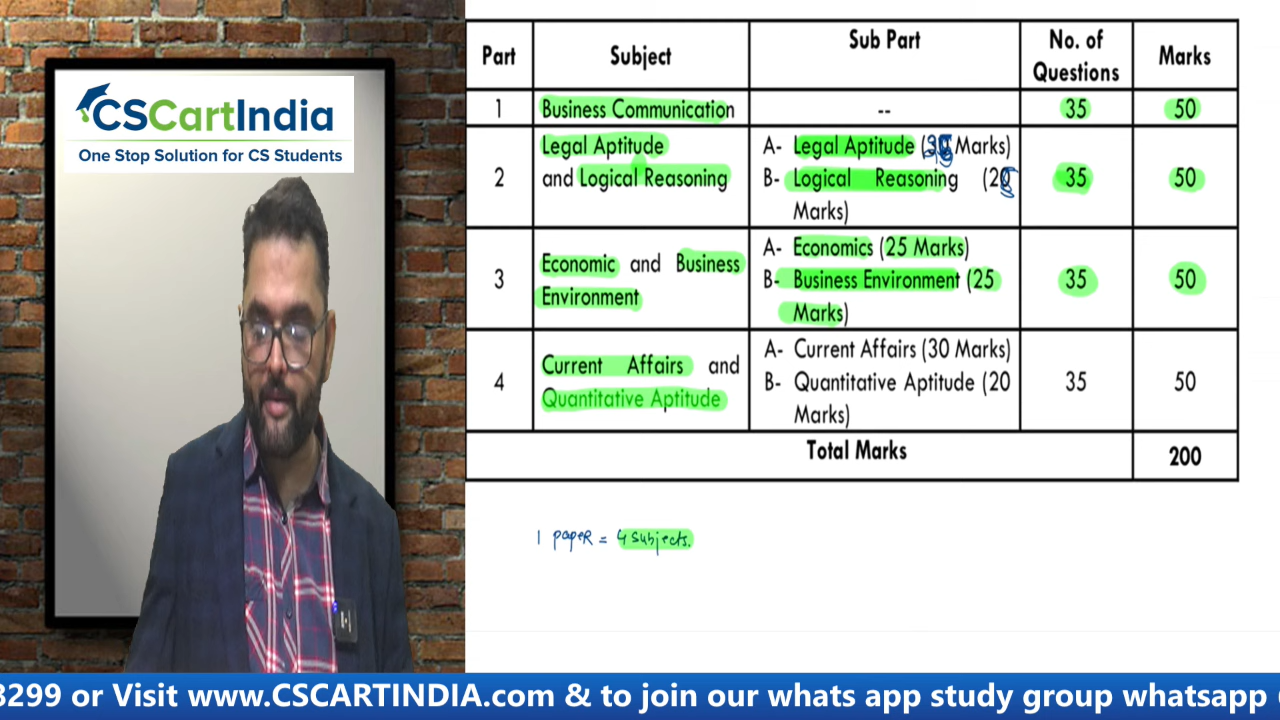 CSCartIndia
One Stop Solution for CS Students
Part Subject Sub Part No. of Questions Marks
1 Business Communication -- 35 50
2 Legal Aptitude and Logical Reasoning A- Legal Aptitude ( Marks) 35 50
B- Logical Reasoning ( Marks)
3 Economic and Business Environment A- Economics (25 Marks) 35 50
B- Business Environment (25 Marks)
4 Current Affairs and Quantitative Aptitude A- Current Affairs (30 Marks) 35 50
B- Quantitative Aptitude (20 Marks)
Total Marks 200
1 paper = 4 subjects.
3299 or Visit www.CSCARTINDIA.com & to join our whats app study group whatsapp